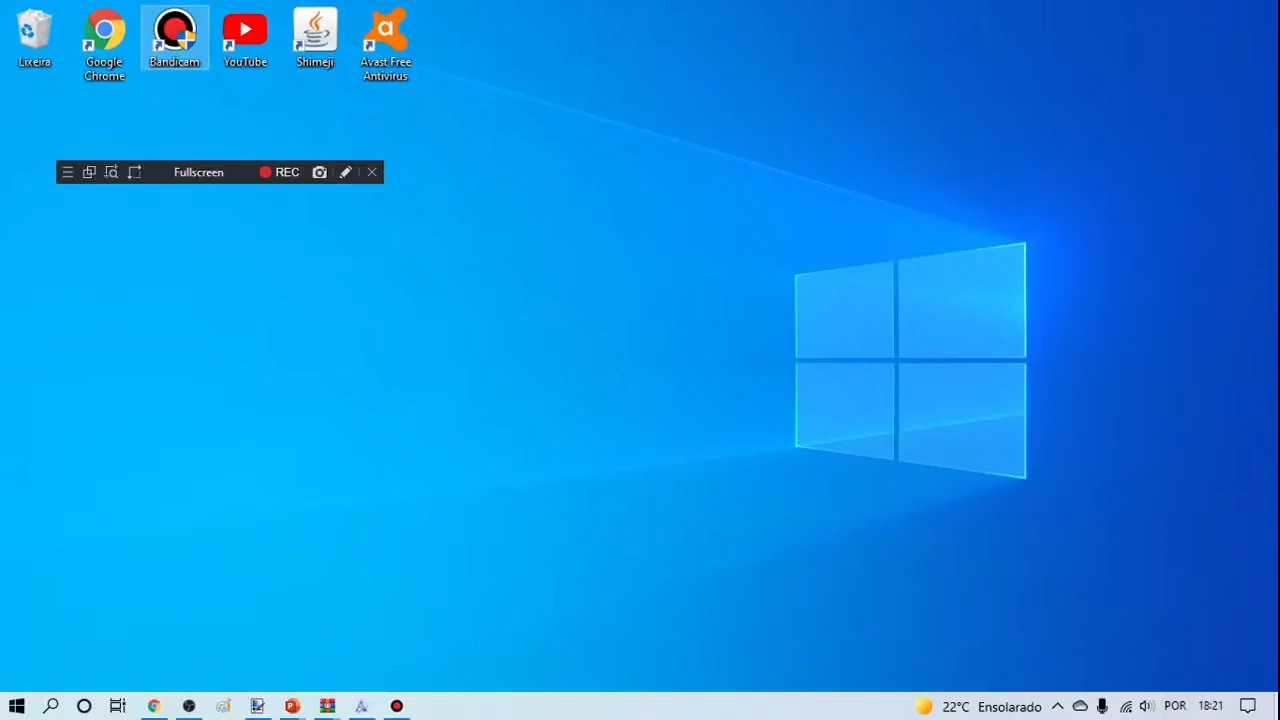 Lixeira
Google
Chrome
Bandicam
YouTube
Shimeji
Avast Free
Antivirus
Fullscreen
REC
22°C Ensolarado
POR
18:21